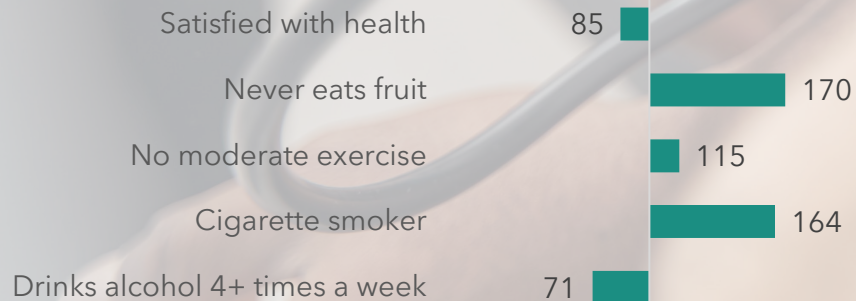 Satisfied with health 85
Never eats fruit 170
No moderate exercise 115
Cigarette smoker 164
Drinks alcohol 4+ times a week 71